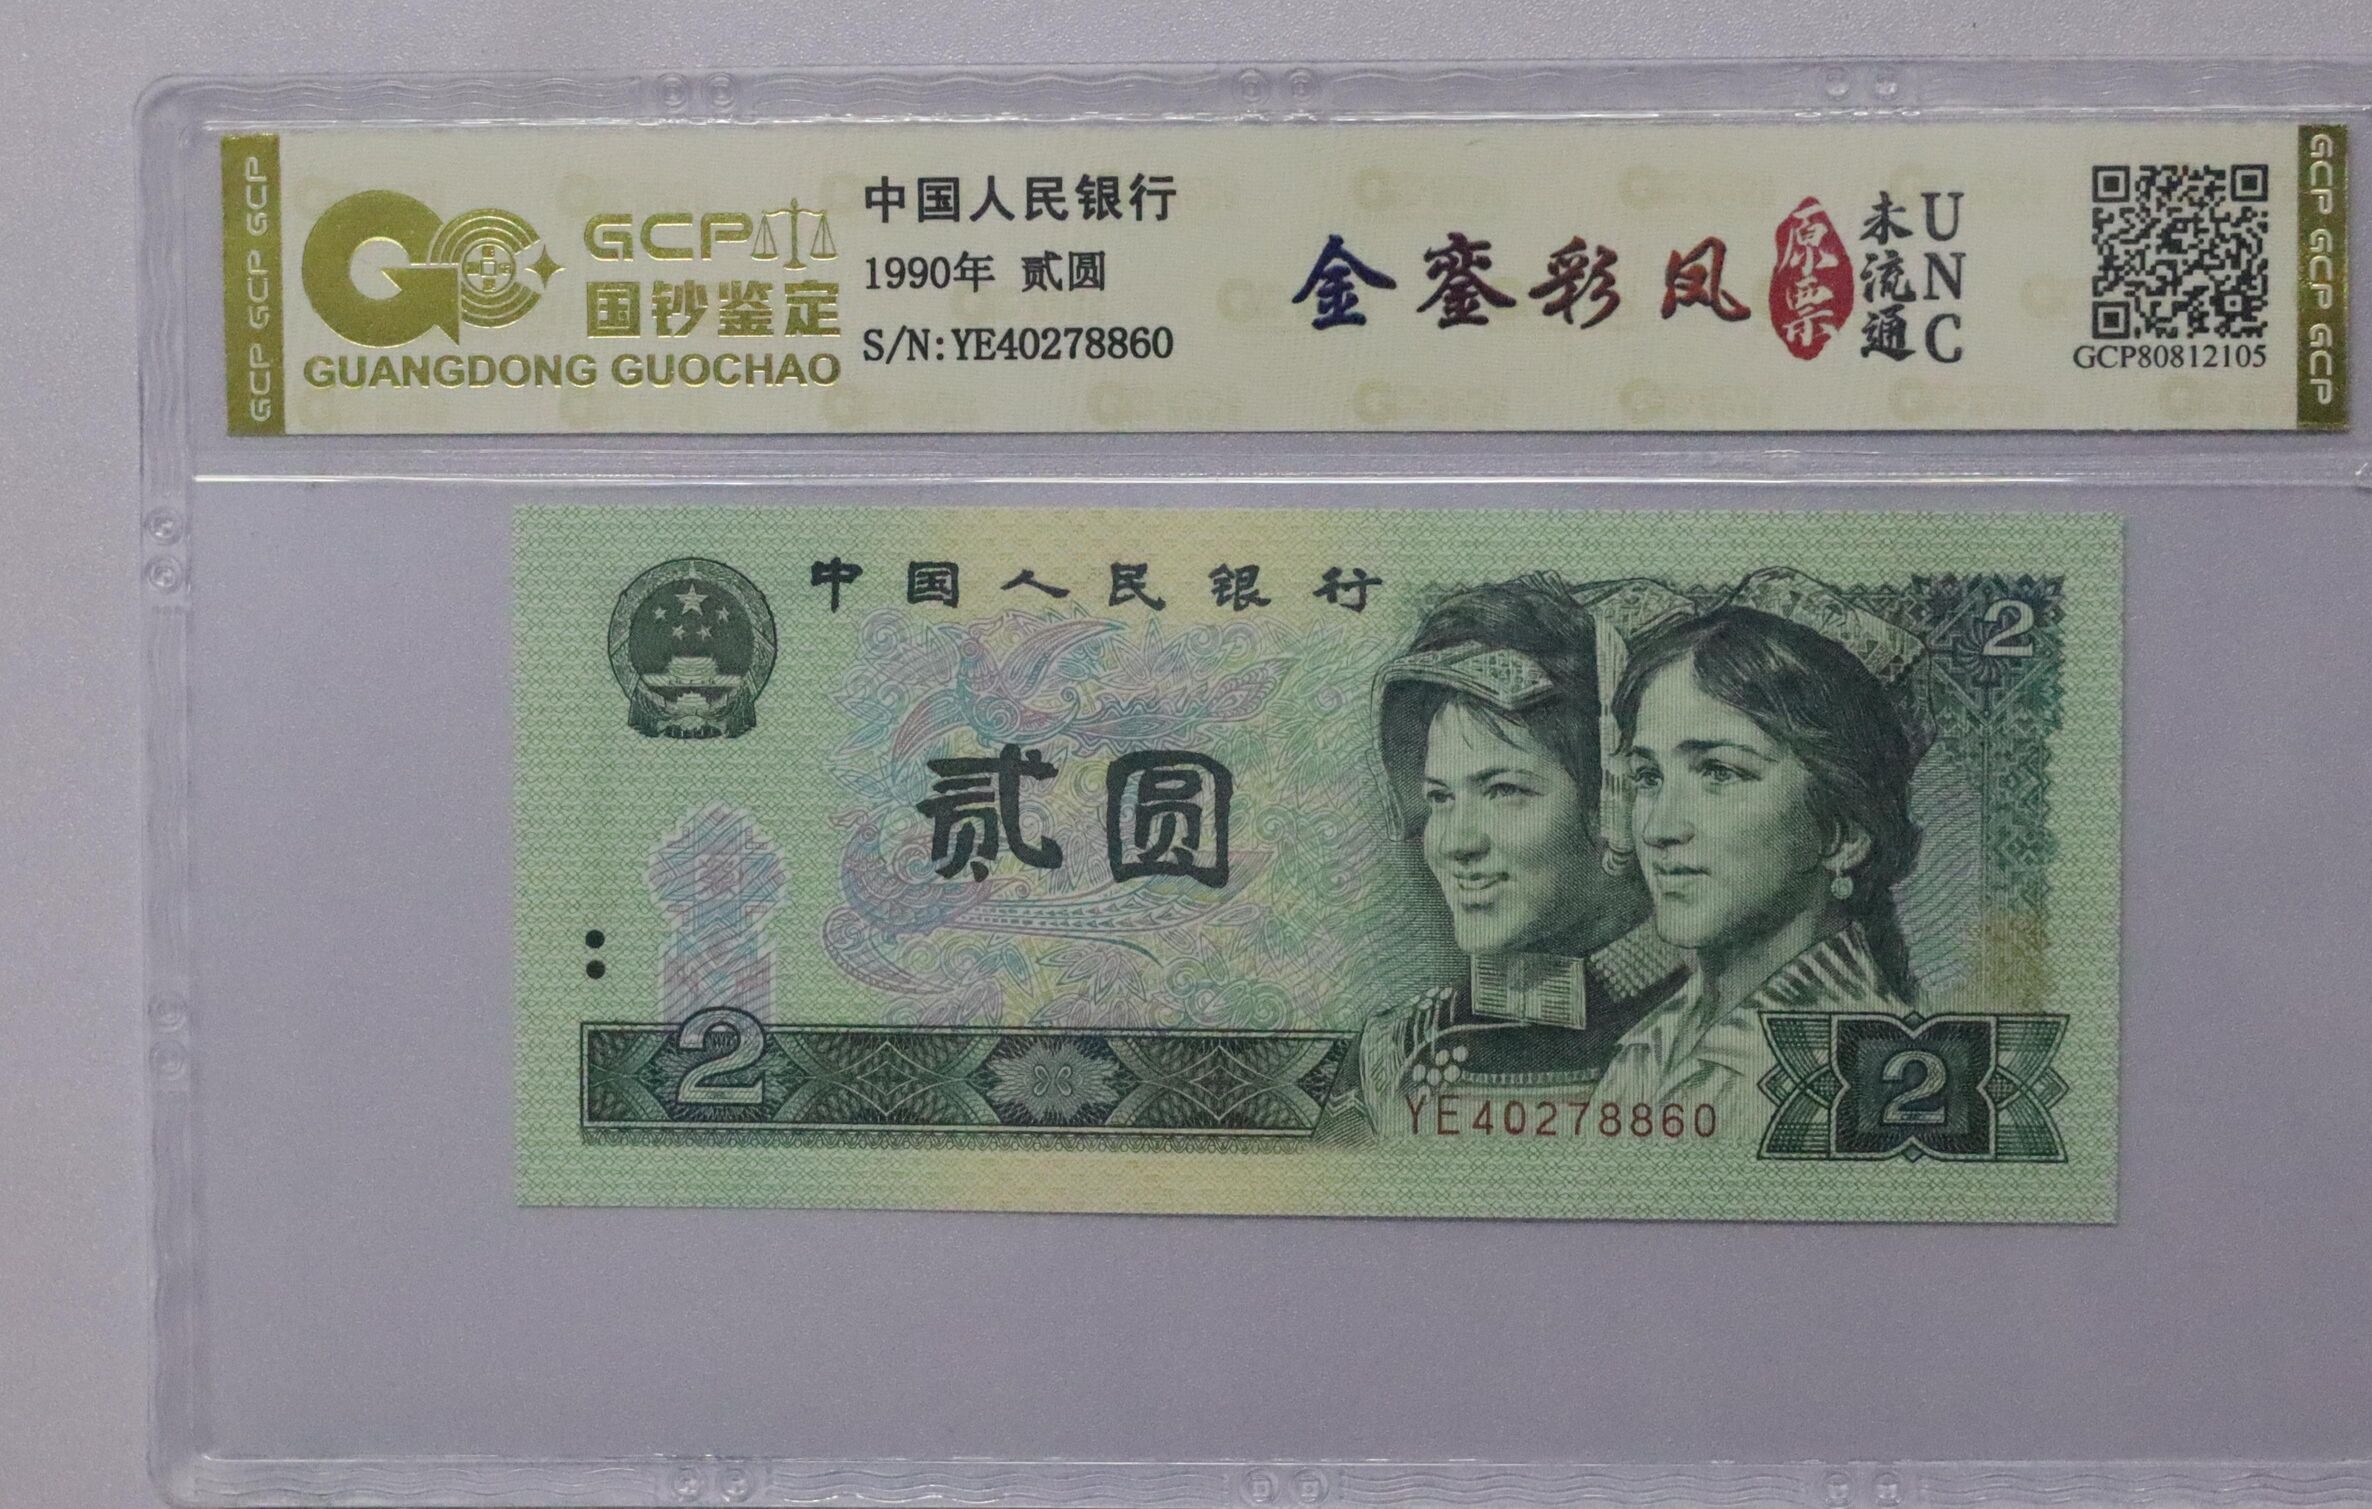 GCP GCP GCP
GCP
国钞鉴定
GUANGDONG GUOCHAO
中国人民银行
1990年 贰圆
S/N:YE40278860
金銮彩凤
原票
未流通
UNC
GCP80812105
GCP GCP GCP
中国人民银行
贰圆
2
2
YE40278860
2